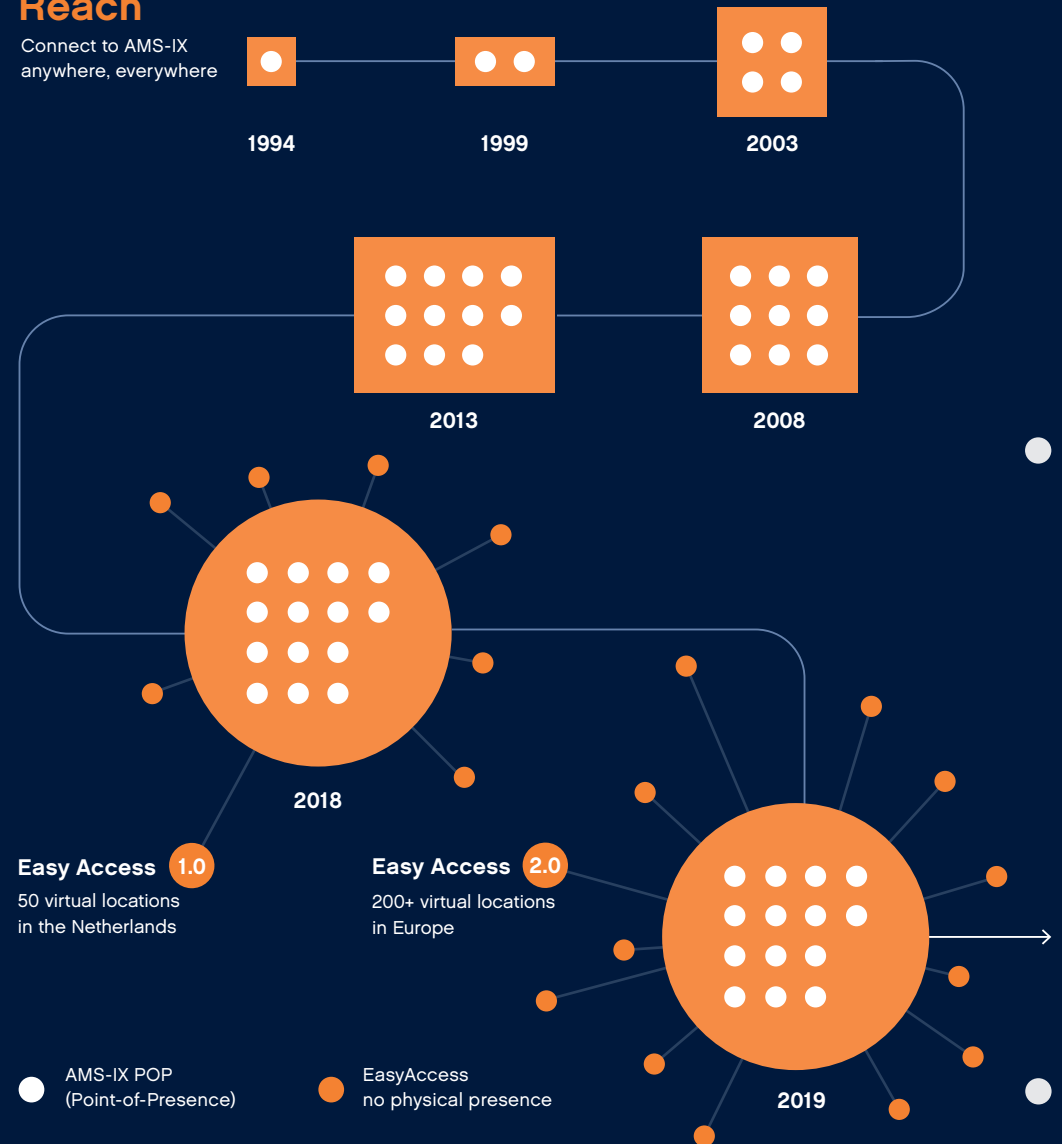 Reach
Connect to AMS-IX
anywhere, everywhere
1994
1999
2003
2013
2008
2018
Easy Access 1.0
50 virtual locations
in the Netherlands
Easy Access 2.0
200+ virtual locations
in Europe
AMS-IX POP
(Point-of-Presence)
EasyAccess
no physical presence
2019